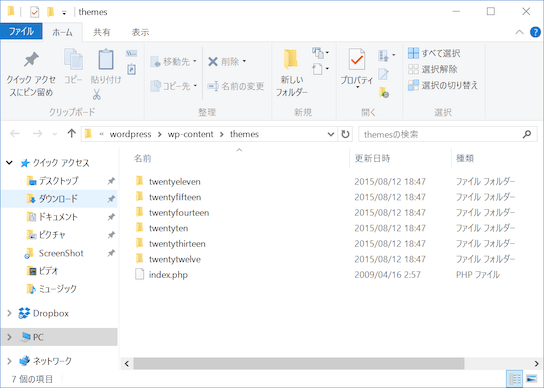 themes
ファイル ホーム 共有 表示
クイック アクセスにピン留め
コピー
貼り付け
移動先
コピー先
削除
名前の変更
新しいフォルダー
プロパティ
すべて選択
選択解除
選択の切り替え
クリップボード 整理 新規 開く 選択
« wordpress › wp-content › themes
themesの検索
クイック アクセス
デスクトップ
ダウンロード
ドキュメント
ピクチャ
ScreenShot
ビデオ
ミュージック
Dropbox
PC
ネットワーク
名前 更新日時 種類
twentyeleven 2015/08/12 18:47 ファイル フォルダー
twentyfifteen 2015/08/12 18:47 ファイル フォルダー
twentyfourteen 2015/08/12 18:47 ファイル フォルダー
twentyten 2015/08/12 18:47 ファイル フォルダー
twentythirteen 2015/08/12 18:47 ファイル フォルダー
twentytwelve 2015/08/12 18:47 ファイル フォルダー
index.php 2009/04/16 2:57 PHP ファイル
7 個の項目